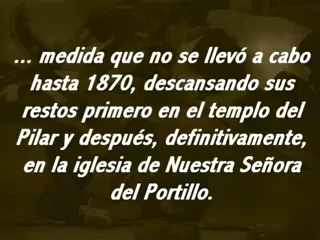 ... medida que no se llevó a cabo
hasta 1870, descansando sus
restos primero en el templo del
Pilar y después, definitivamente,
en la iglesia de Nuestra Señora
del Portillo.